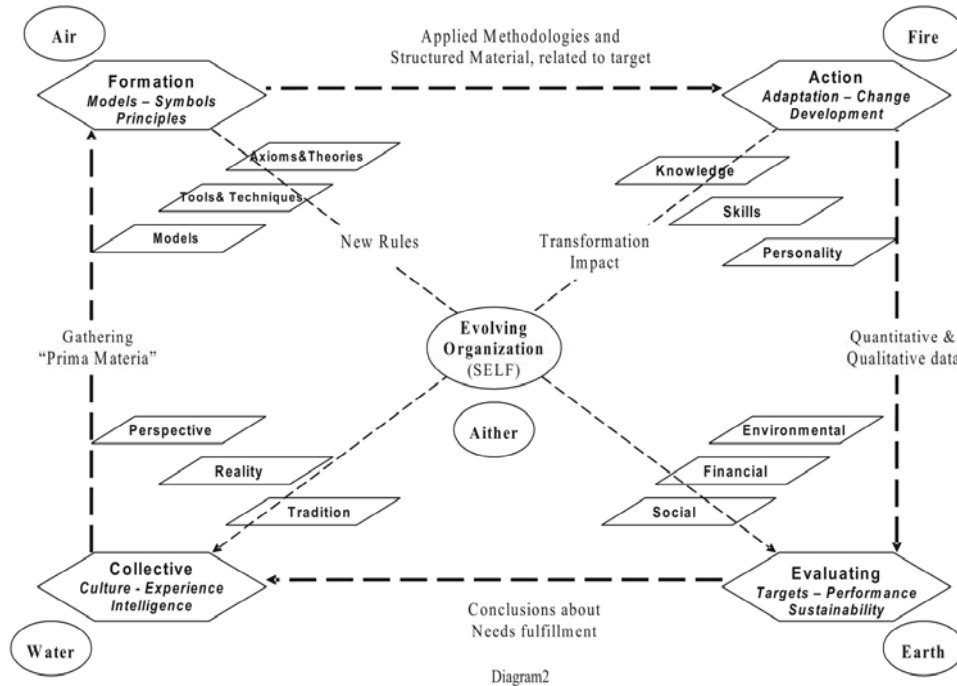 Air
Fire
Applied Methodologies and
Structured Material, related to target
Formation
Models – Symbols
Principles
Action
Adaptation – Change
Development
Axioms&Theories
Tools& Techniques
Models
Knowledge
Skills
Personality
New Rules
Transformation
Impact
Gathering
“Prima Materia”
Evolving
Organization
(SELF)
Quantitative &
Qualitative data
Aither
Perspective
Reality
Tradition
Environmental
Financial
Social
Collective
Culture - Experience
Intelligence
Evaluating
Targets – Performance
Sustainability
Conclusions about
Needs fulfillment
Water
Earth
Diagram2